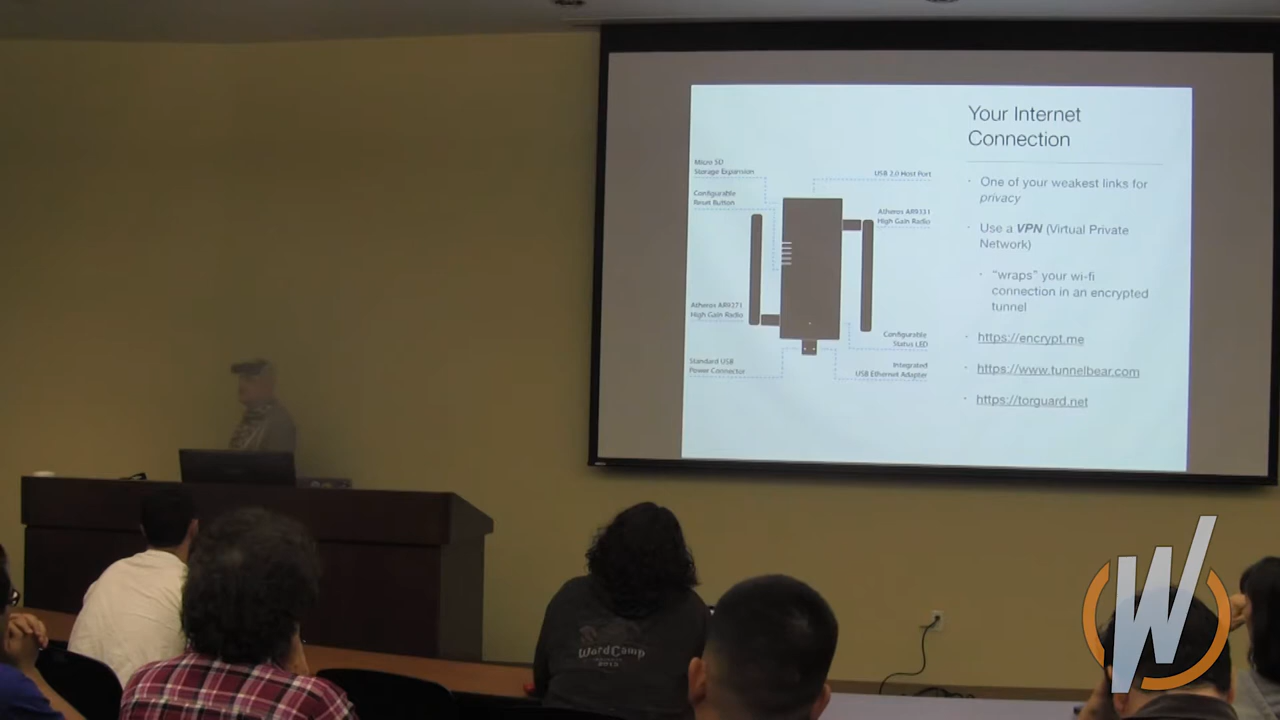 Your Internet
Connection
One of your weakest links for
privacy
Use a VPN (Virtual Private
Network)
"wraps" your wi-fi
connection in an encrypted
tunnel
https://encrypt.me
https://www.tunnelbear.com
https://torguard.net
Micro SD
Storage Expansion
Configurable
Reset Button
USB 2.0 Host Port
Atheros AR9331
High Gain Radio
Atheros AR9271
High Gain Radio
Configurable
Status LED
Standard USB
Power Connector
Integrated
USB Ethernet Adapter
WordCamp
2015
W